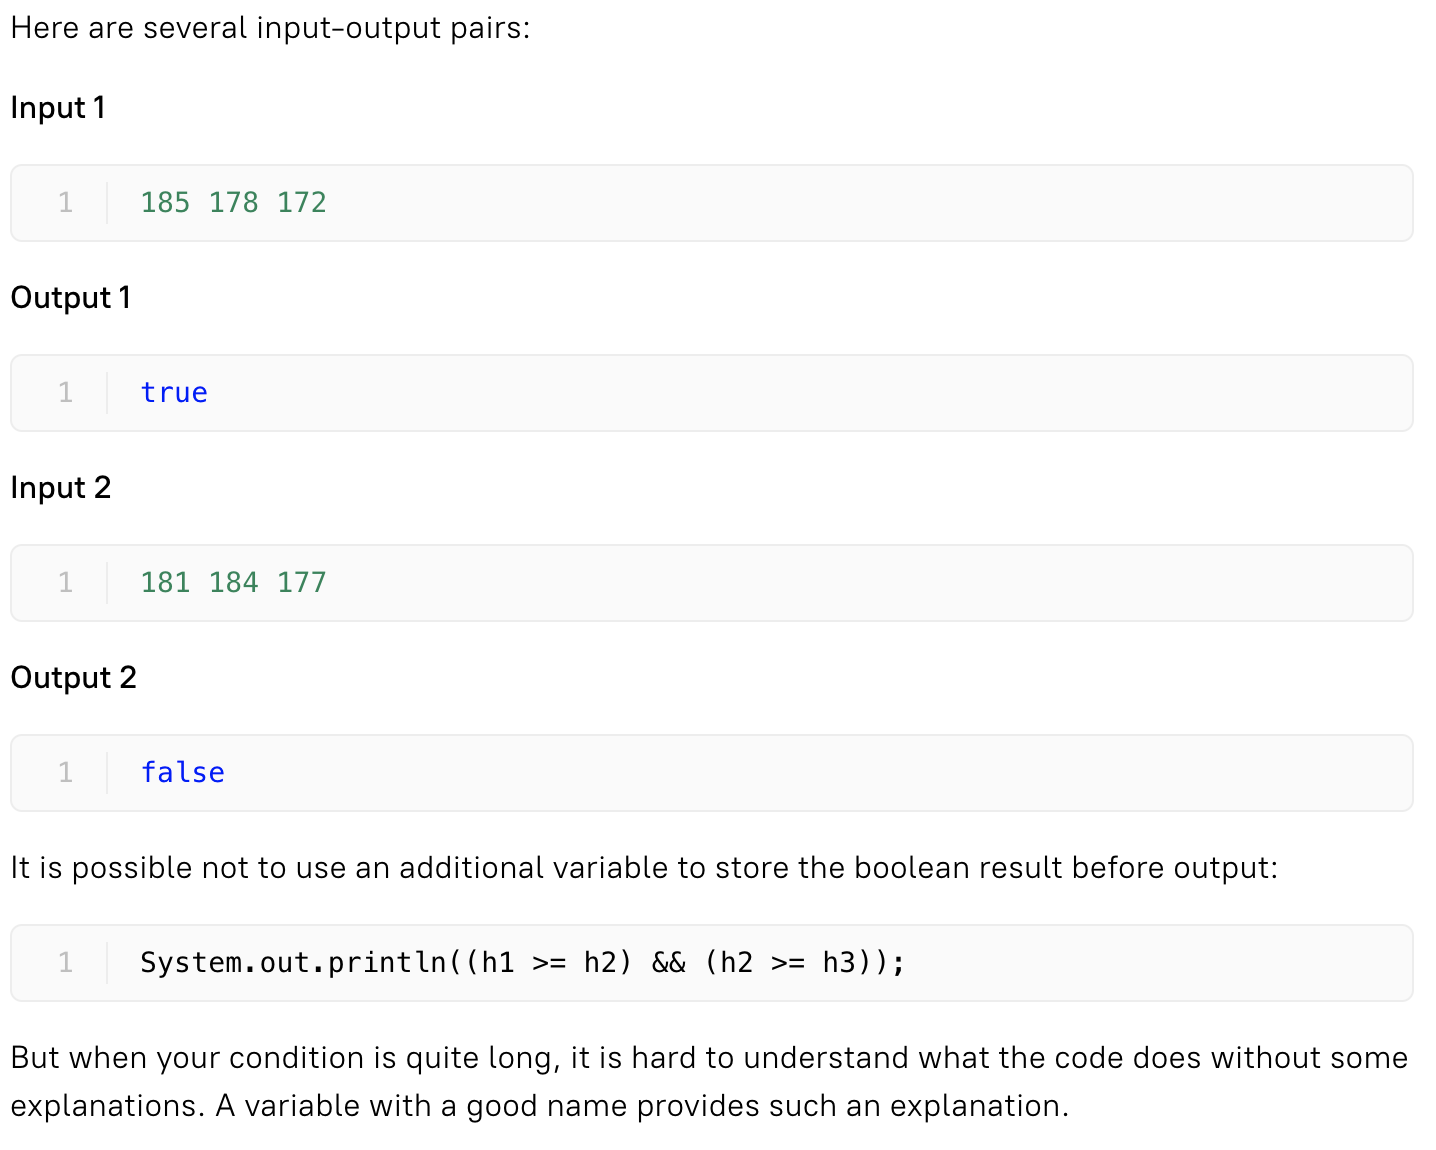 Here are several input-output pairs:
Input 1
1 185 178 172
Output 1
1 true
Input 2
1 181 184 177
Output 2
1 false
It is possible not to use an additional variable to store the boolean result before output:
1 System.out.println((h1 >= h2) && (h2 >= h3));
But when your condition is quite long, it is hard to understand what the code does without some
explanations. A variable with a good name provides such an explanation.